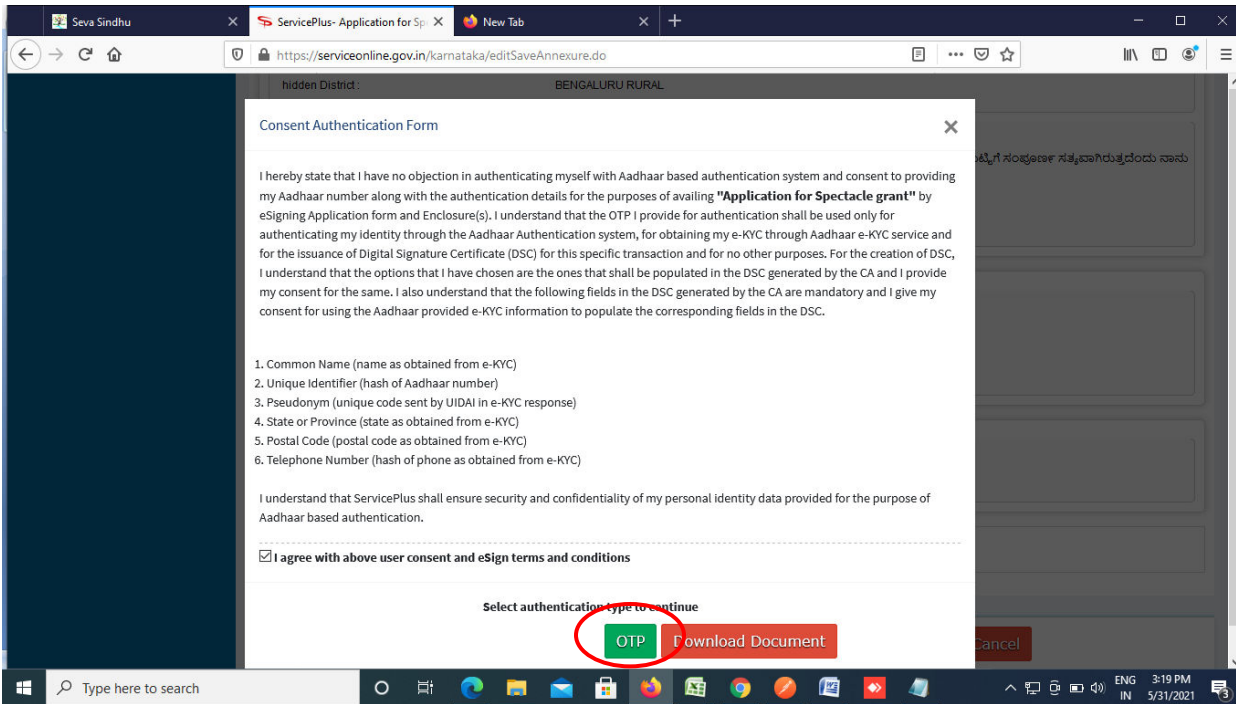 Seva Sindhu
ServicePlus- Application for Sp
New Tab
https://serviceonline.gov.in/karnataka/editSaveAnnexure.do
hidden District :
BENGALURU RURAL
Consent Authentication Form
I hereby state that I have no objection in authenticating myself with Aadhaar based authentication system and consent to providing
my Aadhaar number along with the authentication details for the purposes of availing "Application for Spectacle grant" by
eSigning Application form and Enclosure(s). I understand that the OTP I provide for authentication shall be used only for
authenticating my identity through the Aadhaar Authentication system, for obtaining my e-KYC through Aadhaar e-KYC service and
for the issuance of Digital Signature Certificate (DSC) for this specific transaction and for no other purposes. For the creation of DSC,
I understand that the options that I have chosen are the ones that shall be populated in the DSC generated by the CA and I provide
my consent for the same. I also understand that the following fields in the DSC generated by the CA are mandatory and I give my
consent for using the Aadhaar provided e-KYC information to populate the corresponding fields in the DSC.
ಸಂಪೂರ್ಣ ಸತ್ಯವಾಗಿರುತ್ತದೆಂದು ನಾನು
1. Common Name (name as obtained from e-KYC)
2. Unique Identifier (hash of Aadhaar number)
3. Pseudonym (unique code sent by UIDAI in e-KYC response)
4. State or Province (state as obtained from e-KYC)
5. Postal Code (postal code as obtained from e-KYC)
6. Telephone Number (hash of phone as obtained from e-KYC)
I understand that ServicePlus shall ensure security and confidentiality of my personal identity data provided for the purpose of
Aadhaar based authentication.
I agree with above user consent and eSign terms and conditions
Select authentication type to continue
OTP
Download Document
Cancel
Type here to search
ENG
IN
3:19 PM
5/31/2021
3